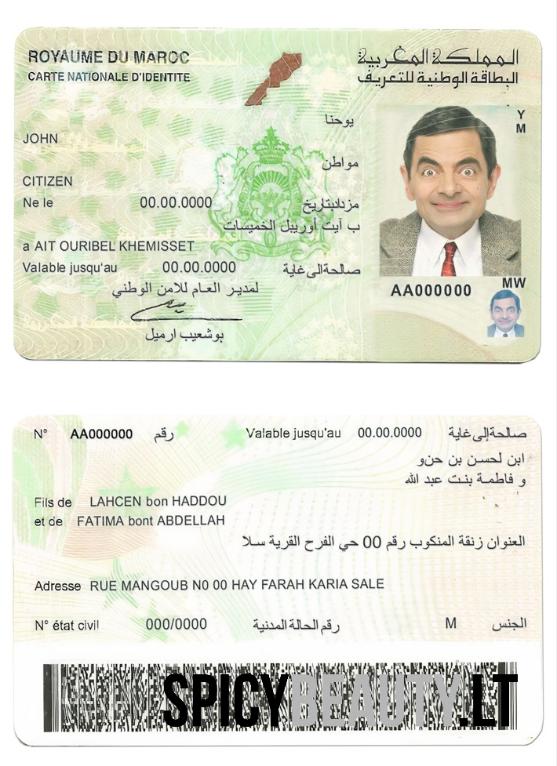 ROYAUME DU MAROC
المملكة المغربية
CARTE NATIONALE D'IDENTITE
البطاقة الوطنية للتعريف
يوحنا
JOHN
مواطن
CITIZEN
Ne le 00.00.0000 مزداد بتاريخ
ب آيت أوريبل الخميسات
a AIT OURIBEL KHEMISSET
Valable jusqu'au 00.00.0000 صالحة إلى غاية
لمدير العام للامن الوطني
بوشعيب ارميل
Y
M
AA000000
MW
N° AA000000 رقم Valable jusqu'au 00.00.0000 صالحة إلى غاية
ابن لحسن بن حدو
و فاطمة بنت عبد الله
Fils de LAHCEN bon HADDOU
et de FATIMA bont ABDELLAH
العنوان زنقة المنكوب رقم 00 حي الفرح القرية سلا
Adresse RUE MANGOUB N0 00 HAY FARAH KARIA SALE
N° état civil 000/0000 رقم الحالة المدنية M الجنس
SPICYBEAUTY.LT